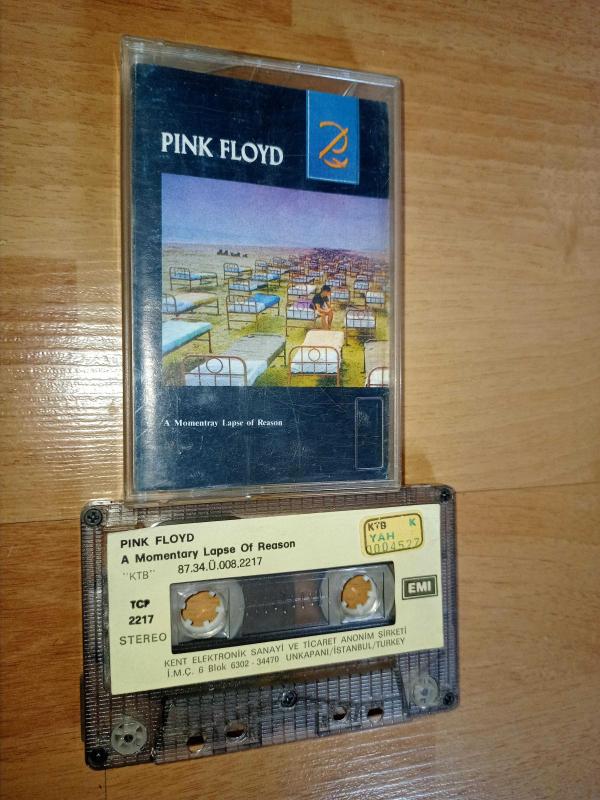 PINK FLOYD
A Momentray Lapse of Reason
PINK FLOYD
A Momentary Lapse Of Reason
"KTB" 87.34.Ü.008.2217
KTB K
YAH
0004527
TCP
2217
STEREO
EMI
KENT ELEKTRONIK SANAYİ VE TİCARET ANONİM ŞİRKETİ
İ.M.Ç. 6 Blok 6302 - 34470 UNKAPANI/İSTANBUL/TURKEY